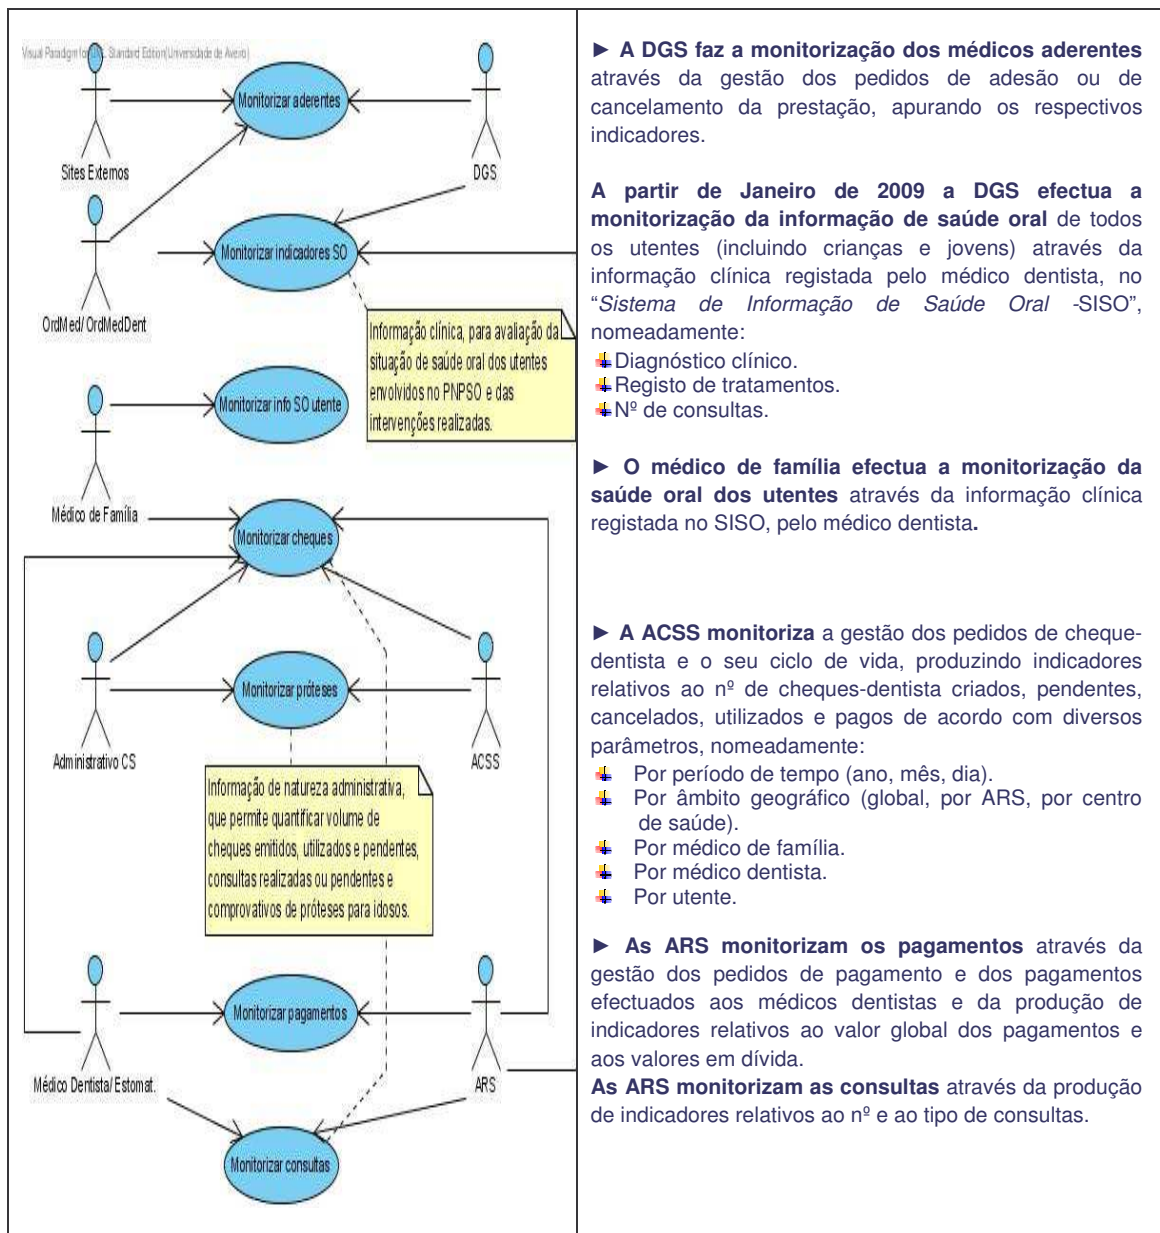 Visual Paradigm for UML Standard Edition(Universidade de Aveiro)
Monitorizar aderentes
Sites Externos
DGS
Monitorizar indicadores SO
OrdMed/ OrdMedDent
Informação clínica, para avaliação da
situação de saúde oral dos utentes
envolvidos no PNPSO e das
intervenções realizadas.
Monitorizar info SO utente
Médico de Família
Monitorizar cheques
Monitorizar próteses
Administrativo CS
ACSS
Informação de natureza administrativa,
que permite quantificar volume de
cheques emitidos, utilizados e pendentes,
consultas realizadas ou pendentes e
comprovativos de próteses para idosos.
Monitorizar pagamentos
Médico Dentista/ Estomat.
ARS
Monitorizar consultas
► A DGS faz a monitorização dos médicos aderentes
através da gestão dos pedidos de adesão ou de
cancelamento da prestação, apurando os respectivos
indicadores.
A partir de Janeiro de 2009 a DGS efectua a
monitorização da informação de saúde oral de todos
os utentes (incluindo crianças e jovens) através da
informação clínica registada pelo médico dentista, no
“Sistema de Informação de Saúde Oral -SISO”,
nomeadamente:
Diagnóstico clínico.
Registo de tratamentos.
Nº de consultas.
► O médico de família efectua a monitorização da
saúde oral dos utentes através da informação clínica
registada no SISO, pelo médico dentista.
► A ACSS monitoriza a gestão dos pedidos de cheque-
dentista e o seu ciclo de vida, produzindo indicadores
relativos ao nº de cheques-dentista criados, pendentes,
cancelados, utilizados e pagos de acordo com diversos
parâmetros, nomeadamente:
Por período de tempo (ano, mês, dia).
Por âmbito geográfico (global, por ARS, por centro
de saúde).
Por médico de família.
Por médico dentista.
Por utente.
► As ARS monitorizam os pagamentos através da
gestão dos pedidos de pagamento e dos pagamentos
efectuados aos médicos dentistas e da produção de
indicadores relativos ao valor global dos pagamentos e
aos valores em dívida.
As ARS monitorizam as consultas através da produção
de indicadores relativos ao nº e ao tipo de consultas.